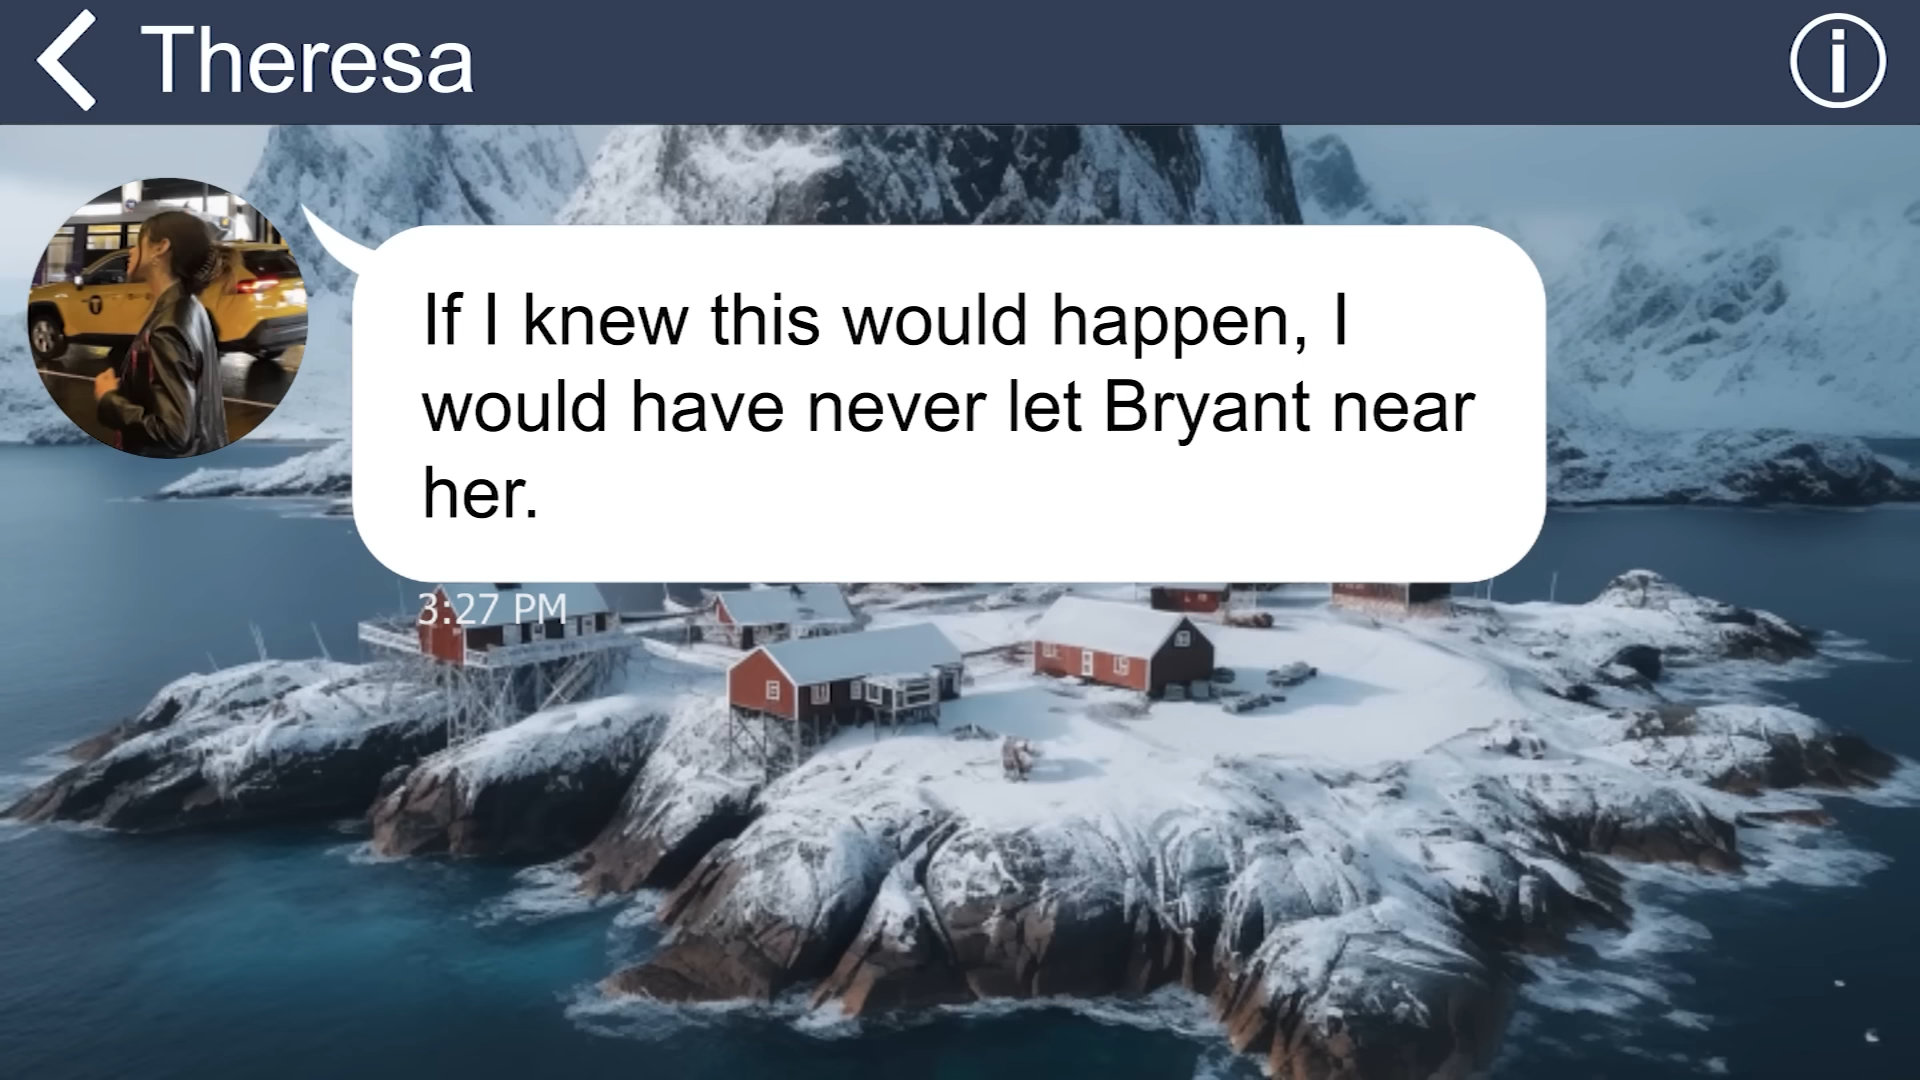 Theresa
If I knew this would happen, I
would have never let Bryant near
her.
3:27 PM